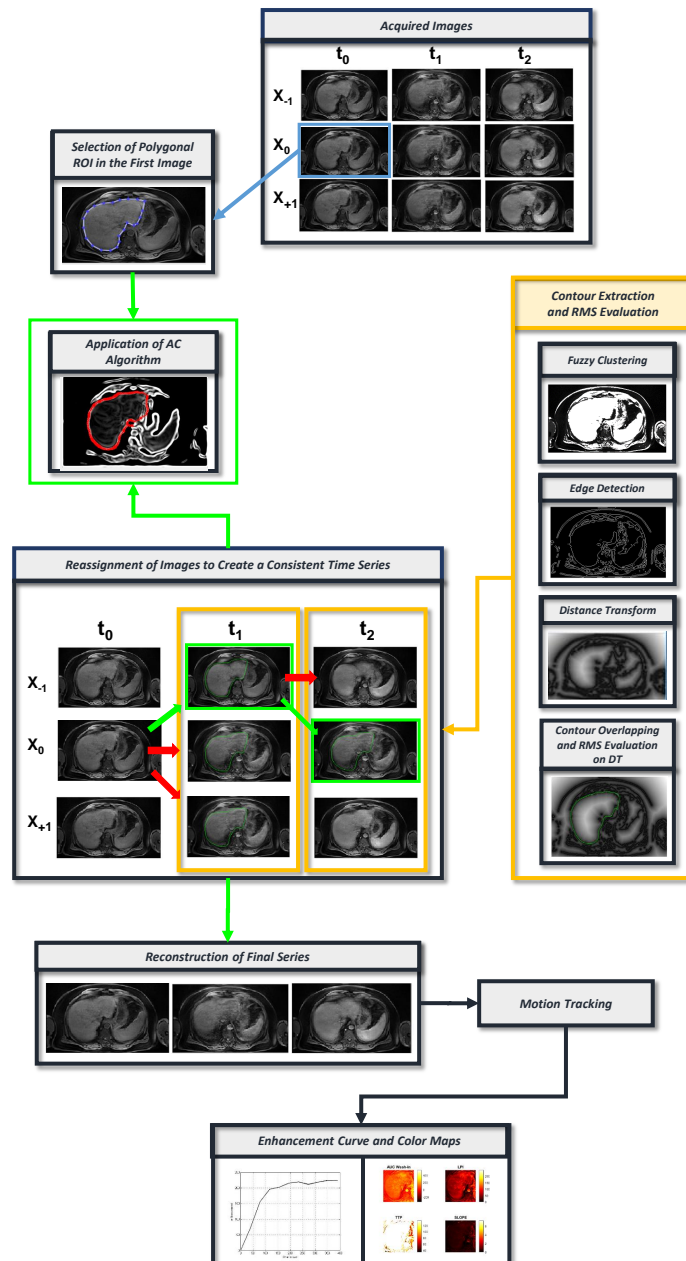 Acquired Images
t0 t1 t2
X-1
X0
X+1
Selection of Polygonal
ROI in the First Image
Application of AC
Algorithm
Contour Extraction
and RMS Evaluation
Fuzzy Clustering
Edge Detection
Distance Transform
Contour Overlapping
and RMS Evaluation
on DT
Reassignment of Images to Create a Consistent Time Series
t0 t1 t2
X-1
X0
X+1
Reconstruction of Final Series
Motion Tracking
Enhancement Curve and Color Maps
AUC Wash-In LPI
TTP SLOPE